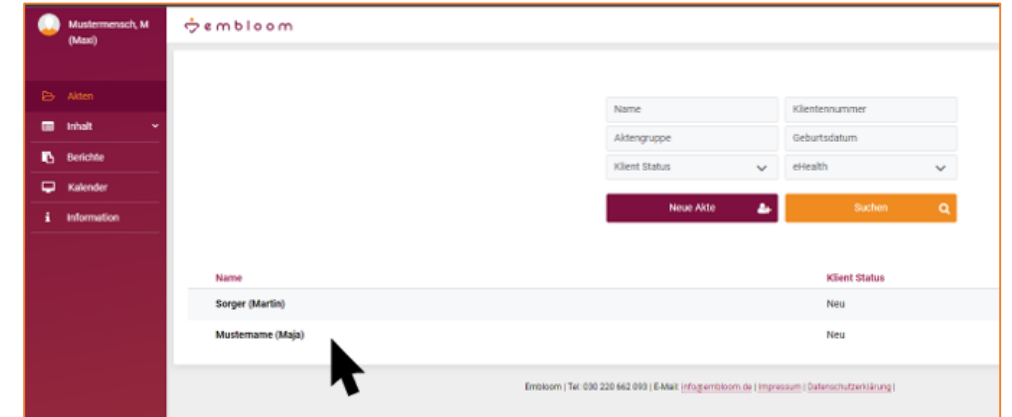 Mustermensch, M
(Maxi)
embloom
Akten
Inhalt
Berichte
Kalender
Information
Name
Klientennummer
Aktengruppe
Geburtsdatum
Klient Status
eHealth
Neue Akte
Suchen
Name
Klient Status
Sorger (Martin)
Neu
Mustername (Maja)
Neu
Embloom | Tel: 030 220 662 093 | E-Mail: info@embloom.de | Impressum | Datenschutzerklärung |